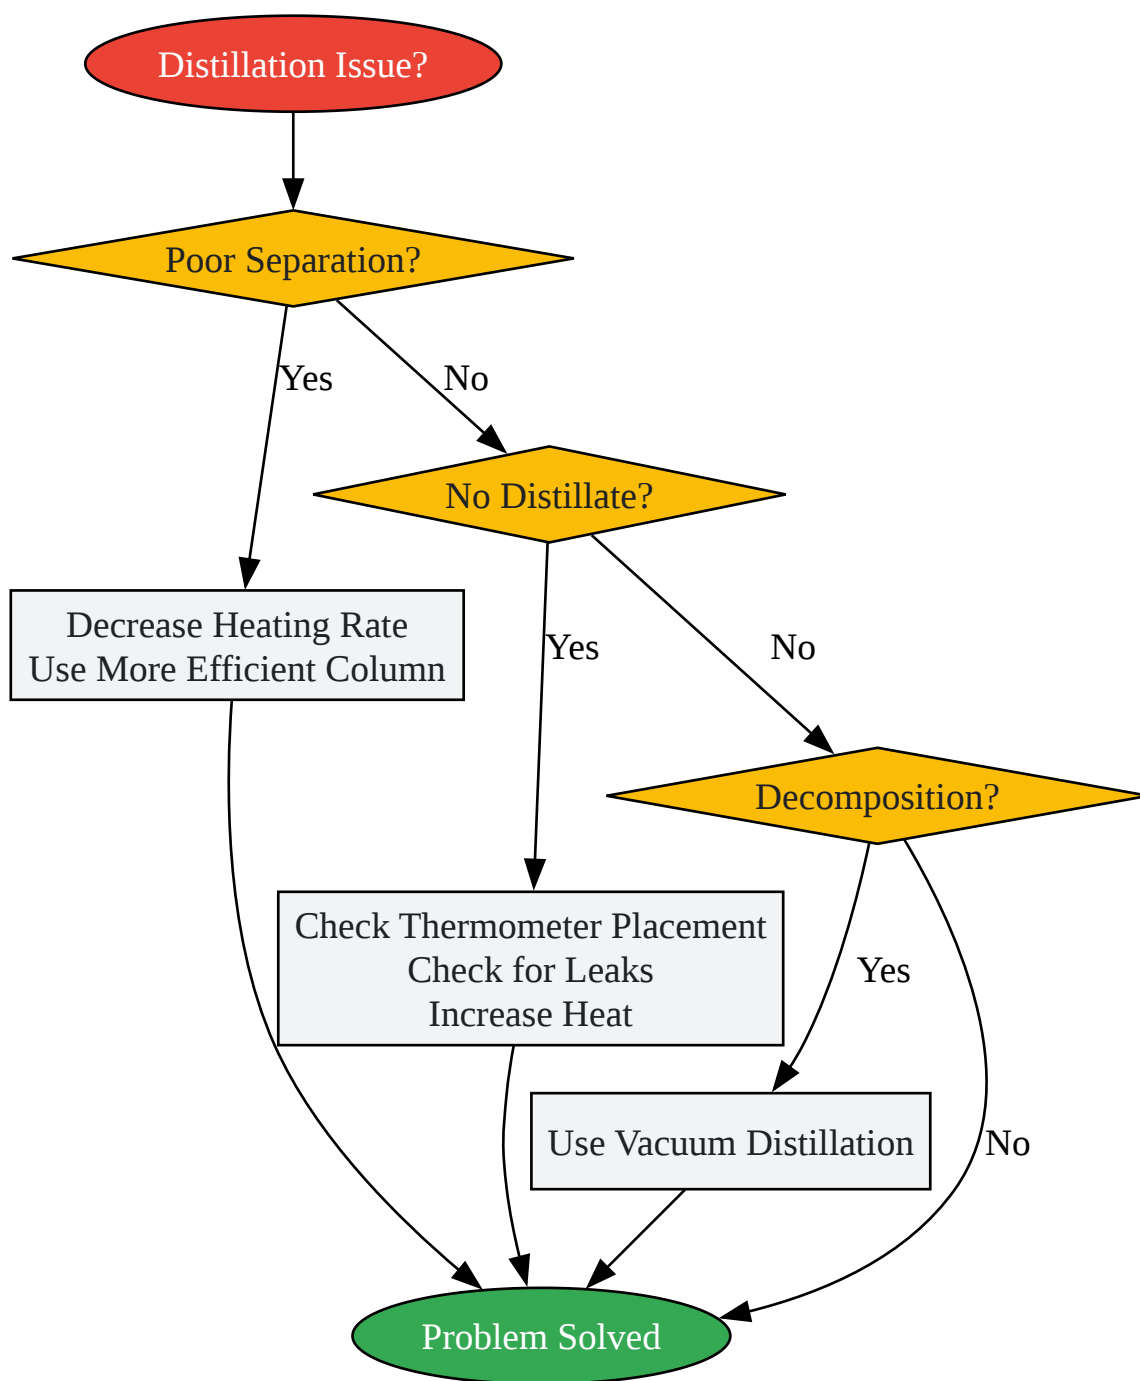 Distillation Issue?
Poor Separation?
Yes
No
No Distillate?
Decrease Heating Rate
Use More Efficient Column
Yes
No
Decomposition?
Check Thermometer Placement
Check for Leaks
Increase Heat
Yes
Use Vacuum Distillation
No
Problem Solved